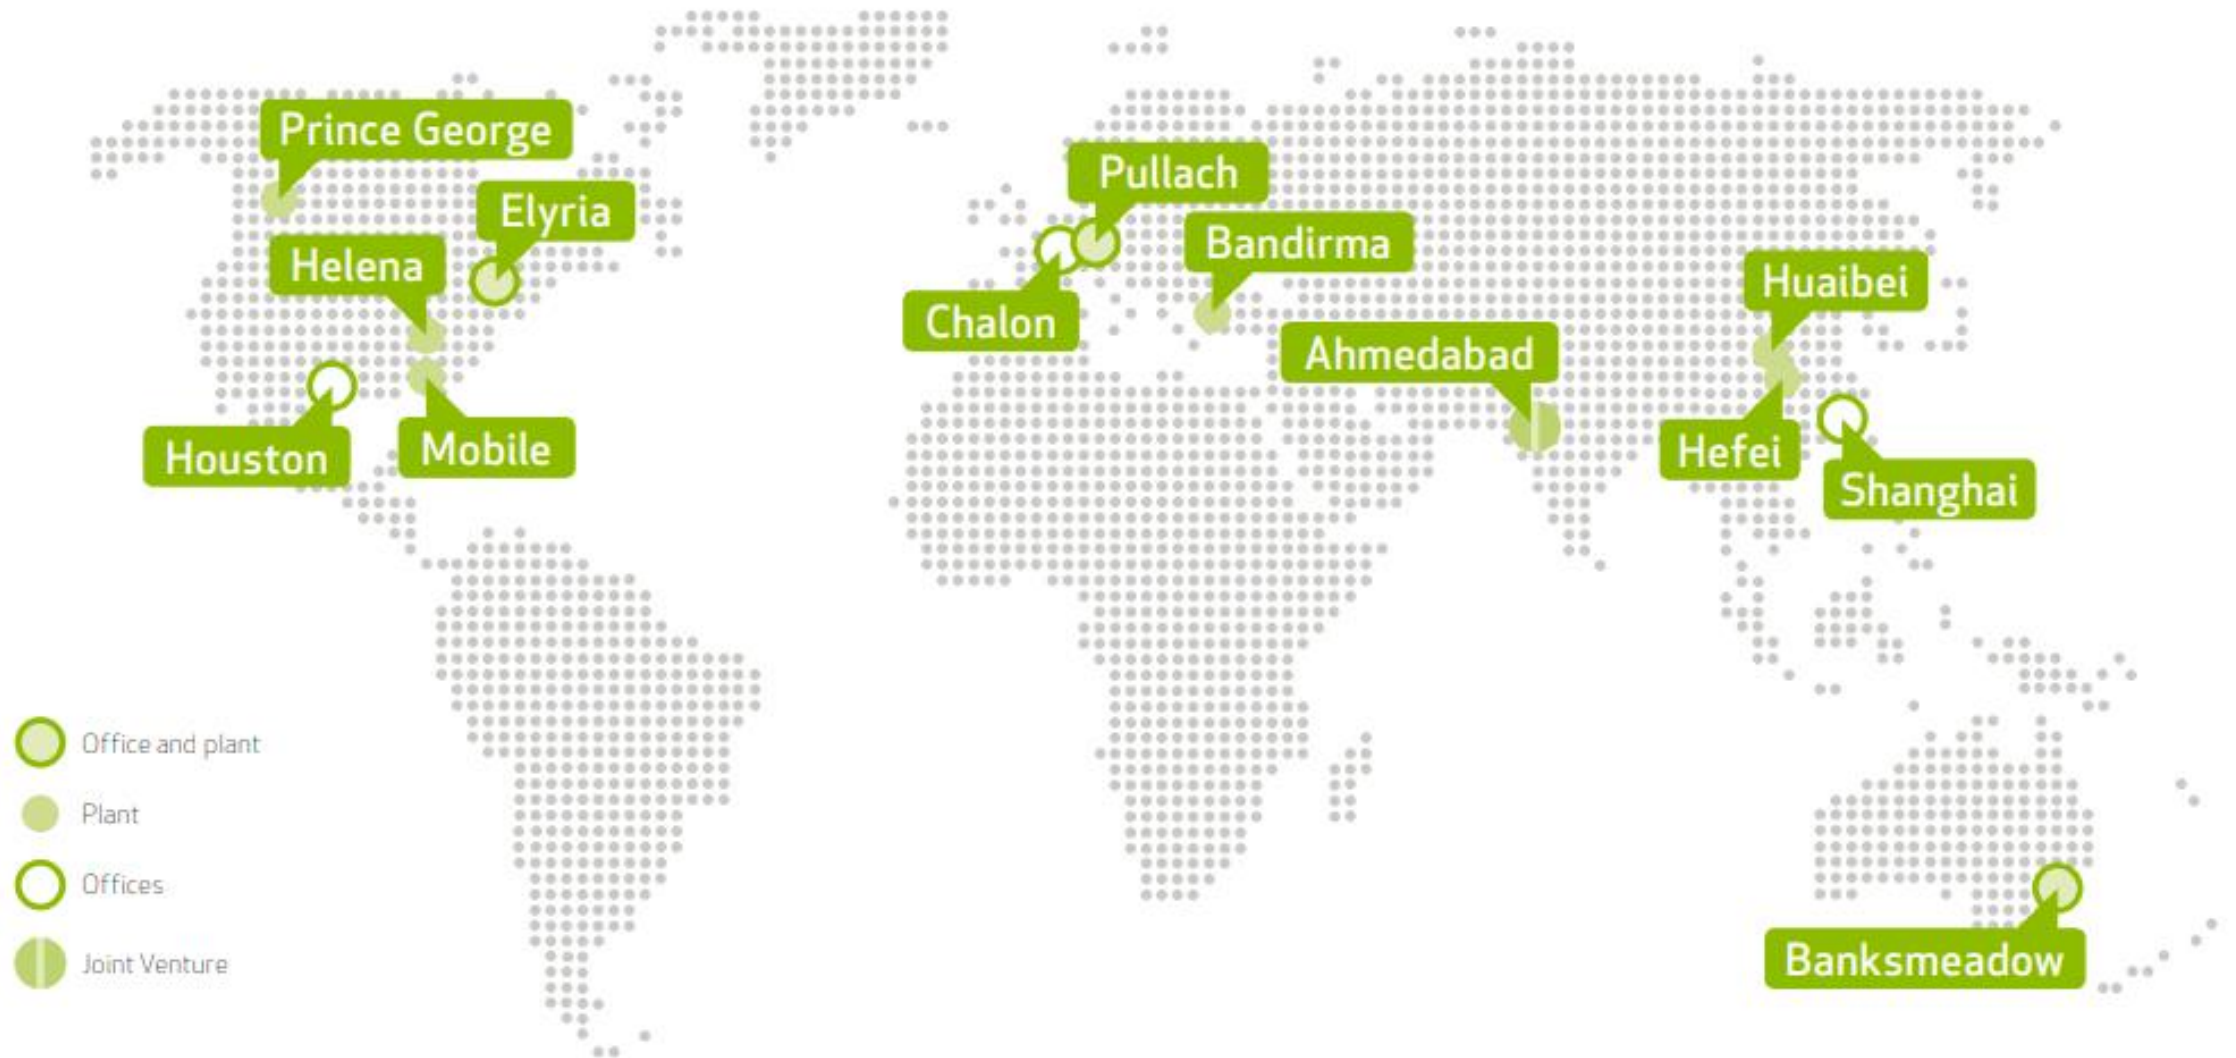 Prince George
Elyria
Helena
Houston
Mobile
Pullach
Chalon
Bandirma
Ahmedabad
Huaibei
Hefei
Shanghai
Banksmeadow
Office and plant
Plant
Offices
Joint Venture